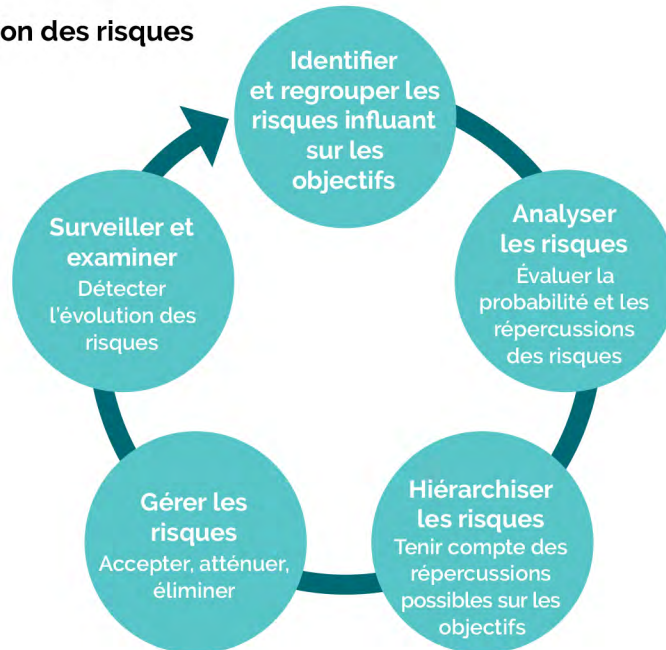 on des risques
Identifier
et regrouper les
risques influant
sur les
objectifs
Analyser
les risques
Évaluer la
probabilité et les
répercussions
des risques
Hiérarchiser
les risques
Tenir compte des
répercussions
possibles sur les
objectifs
Gérer les
risques
Accepter, atténuer,
éliminer
Surveiller et
examiner
Détecter
l'évolution des
risques